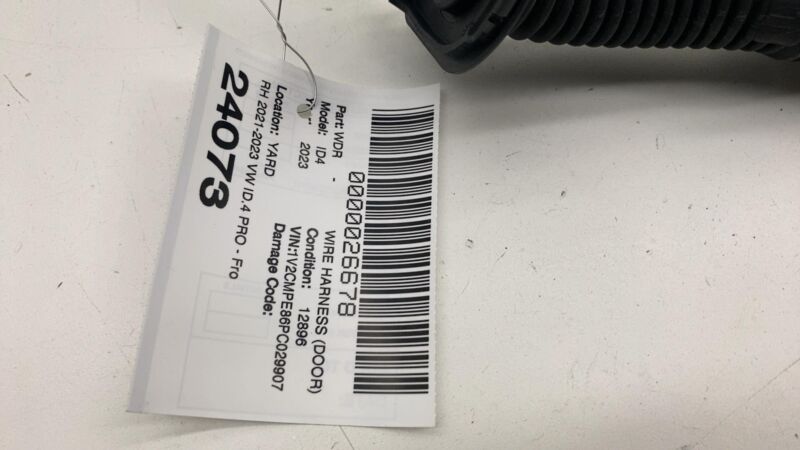 0000026678
Part: WDR - WIRE HARNESS (DOOR)
Model: ID4 Condition: 12896
2023 VIN:1V2CMPE86PC029907
Damage Code:
Location: YARD
RH 2021-2023 VW ID.4 PRO - Fro
24073